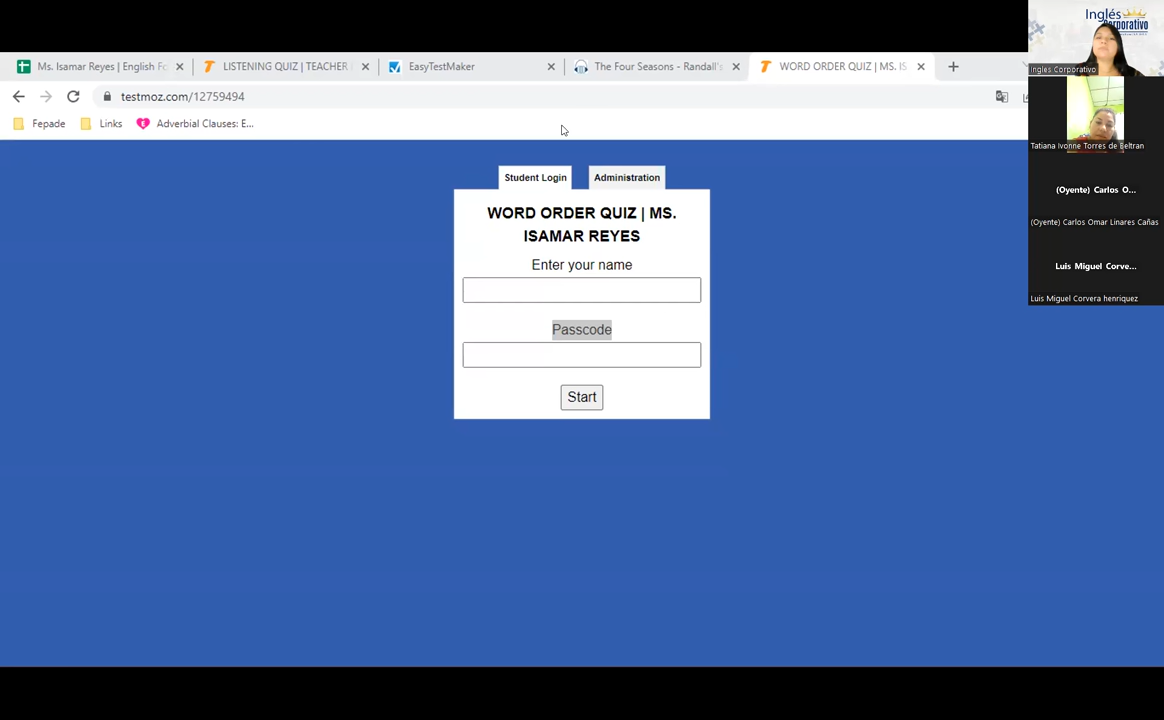 Ms. Isamar Reyes | English Fo
LISTENING QUIZ | TEACHER
EasyTestMaker
The Four Seasons - Randall's
WORD ORDER QUIZ | MS. IS
testmoz.com/12759494
Fepade
Links
Adverbial Clauses: E...
Student Login
Administration
WORD ORDER QUIZ | MS.
ISAMAR REYES
Enter your name
Passcode
Start
Inglés
Corporativo
Ingles Corporativo
Tatiana Ivonne Torres de Beltran
(Oyente) Carlos O...
(Oyente) Carlos Omar Linares Cañas
Luis Miguel Corve...
Luis Miguel Corvera henriquez